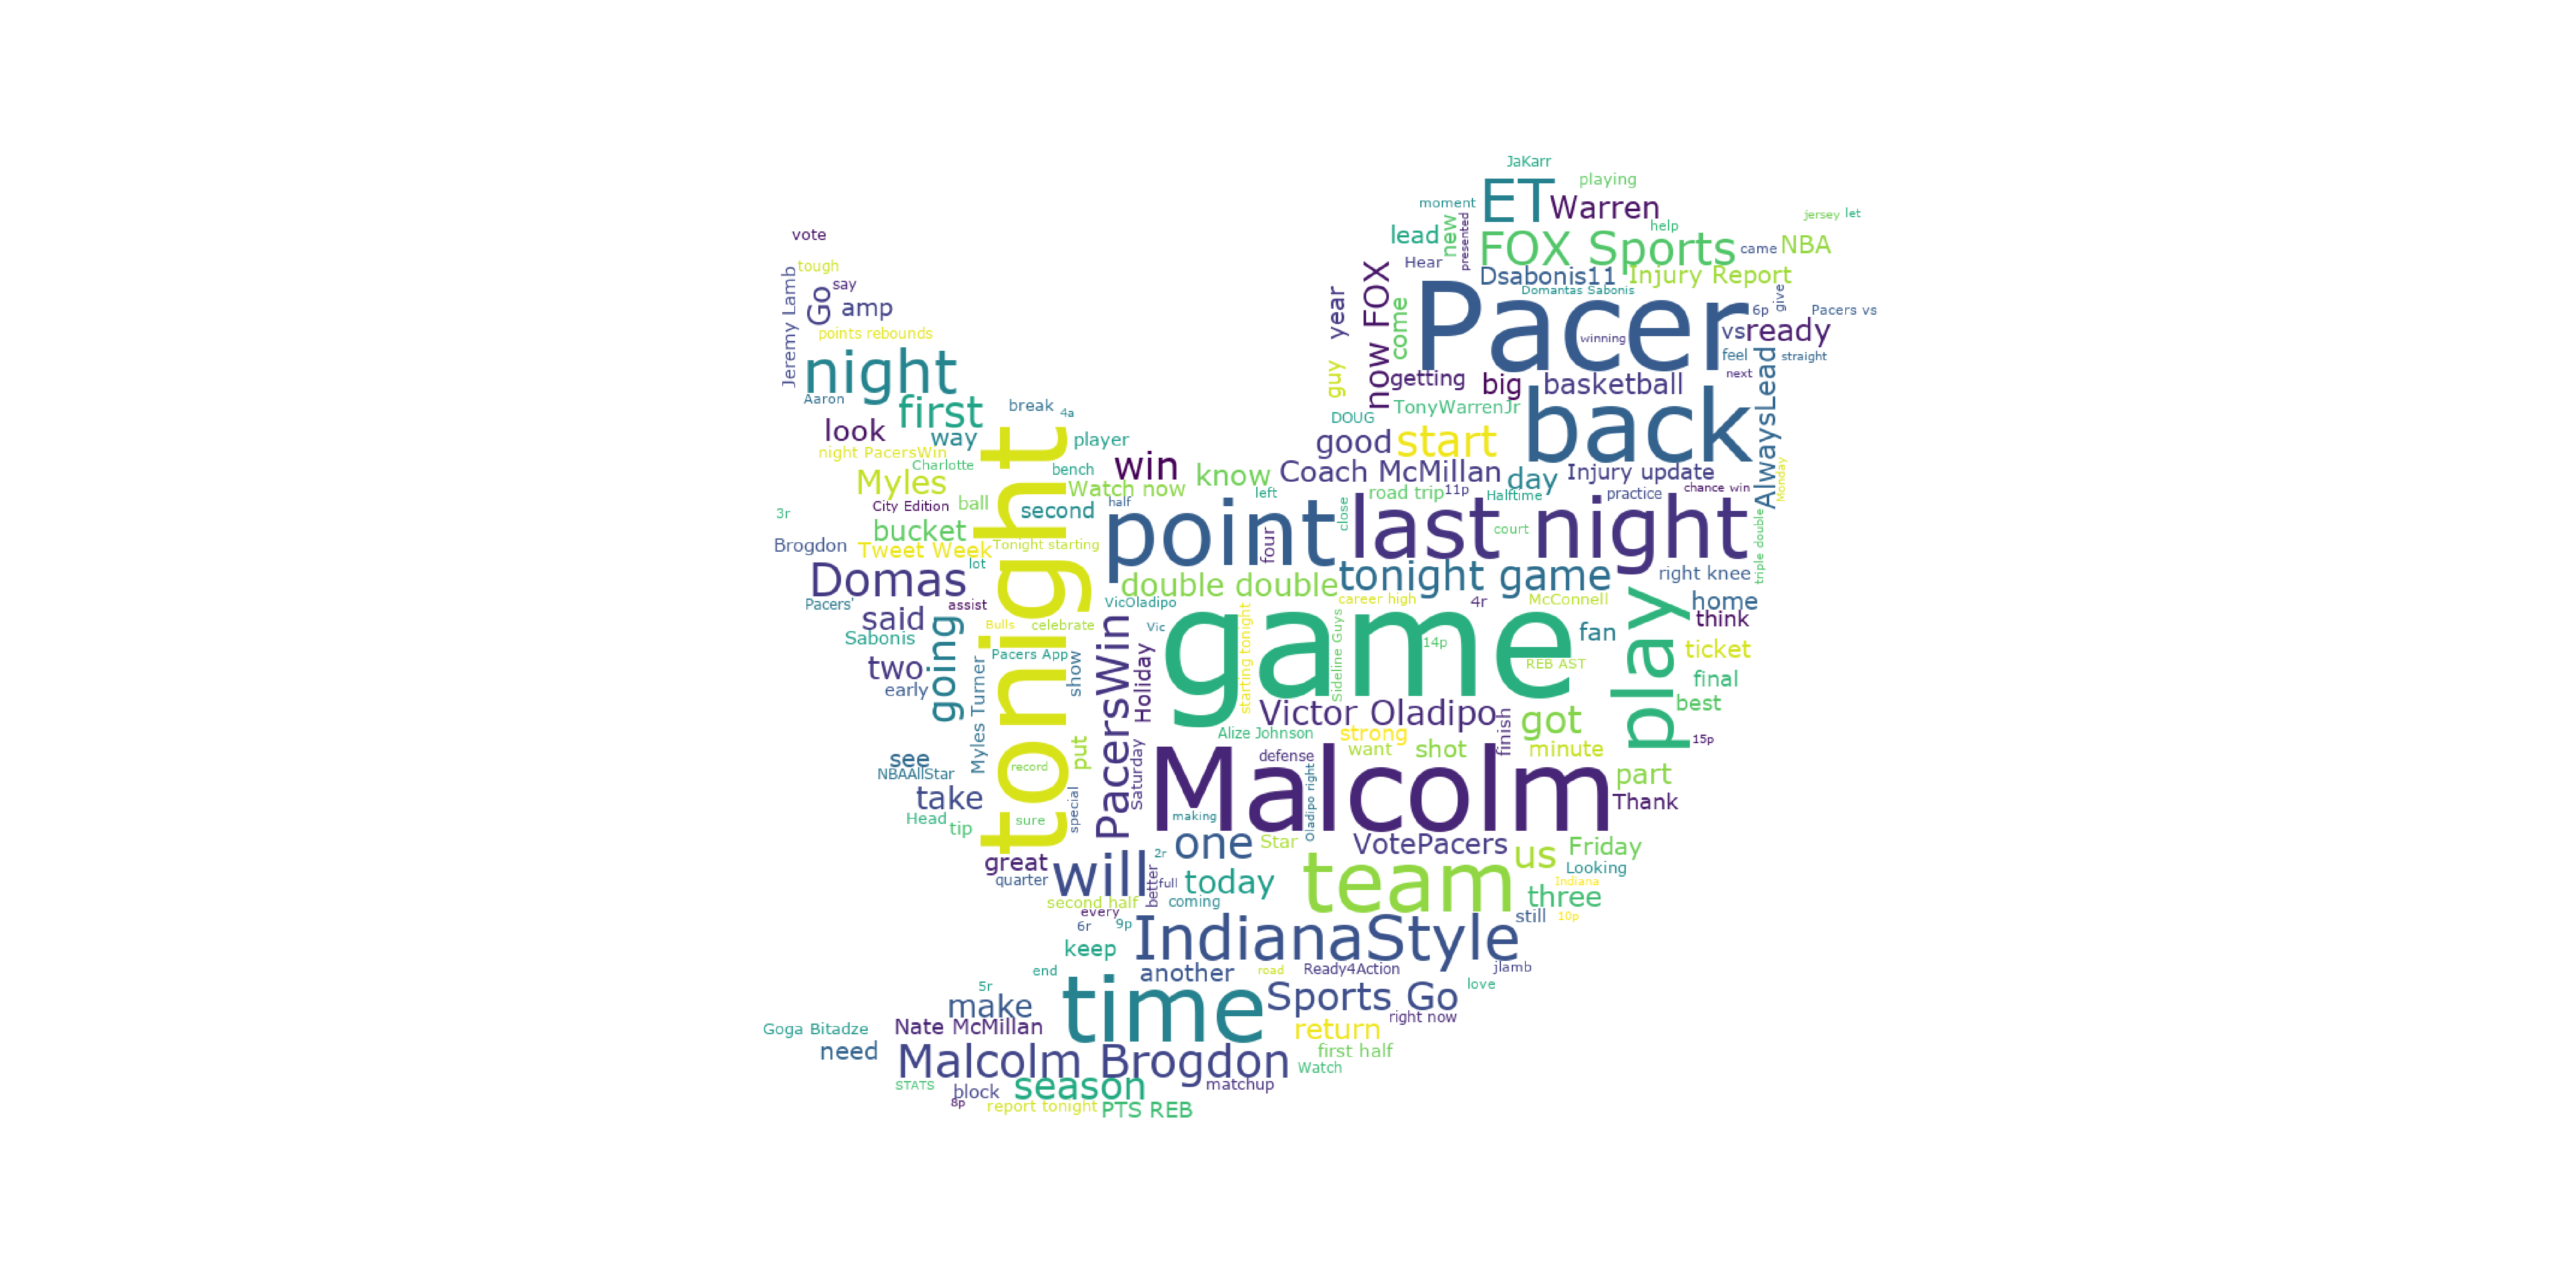 JaKarr
playing
ET
Warren
moment
jersey
let
help
new
presented
lead
vote
FOX Sports
came
NBA
Hear
tough
Jeremy Lamb
say
Go
amp
Dsabonis11
Injury Report
Domantas Sabonis
now FOX
year
come
Pacer
give
6p
Pacers vs
points rebounds
winning
vs
ready
night
feel
straight
guy
getting
big
basketball
next
AlwaysLead
Aaron
first
break
4a
DOUG
TonyWarrenJr
back
look
way
tonight
player
good
start
night PacersWin
Charlotte
bench
win
know
Coach McMillan
day
Injury update
Monday
Myles
Watch now
left
road trip
11p
Halftime
practice
chance win
City Edition
ball
second
half
point
close
last night
3r
bucket
four
court
triple double
Brogdon
Tweet Week
Tonight starting
lot
Domas
double double
tonight game
right knee
Pacers'
assist
VicOladipo
career high
4r
McConnell
home
said
Bulls
celebrate
Vic
starting tonight
Sideline Guys
game
play
fan
think
Sabonis
going
PacersWin
Holiday
14p
Pacers App
show
REB AST
ticket
two
Myles Turner
final
early
Victor Oladipo
got
best
put
Alize Johnson
strong
finish
15p
see
record
Saturday
defense
want
shot
minute
NBAAllStar
Oladipo right
Malcolm
part
take
special
Thank
Head
tip
sure
making
one
Star
VotePacers
us
Friday
great
will
2r
better
full
today
team
Looking
quarter
Indiana
three
second half
coming
every
6r
9p
IndianaStyle
still
10p
keep
end
another
road
Ready4Action
jlamb
5r
make
time
Sports Go
love
Goga Bitadze
Nate McMillan
return
right now
need
Malcolm Brogdon
first half
Watch
STATS
block
season
matchup
8p
report tonight
PTS REB